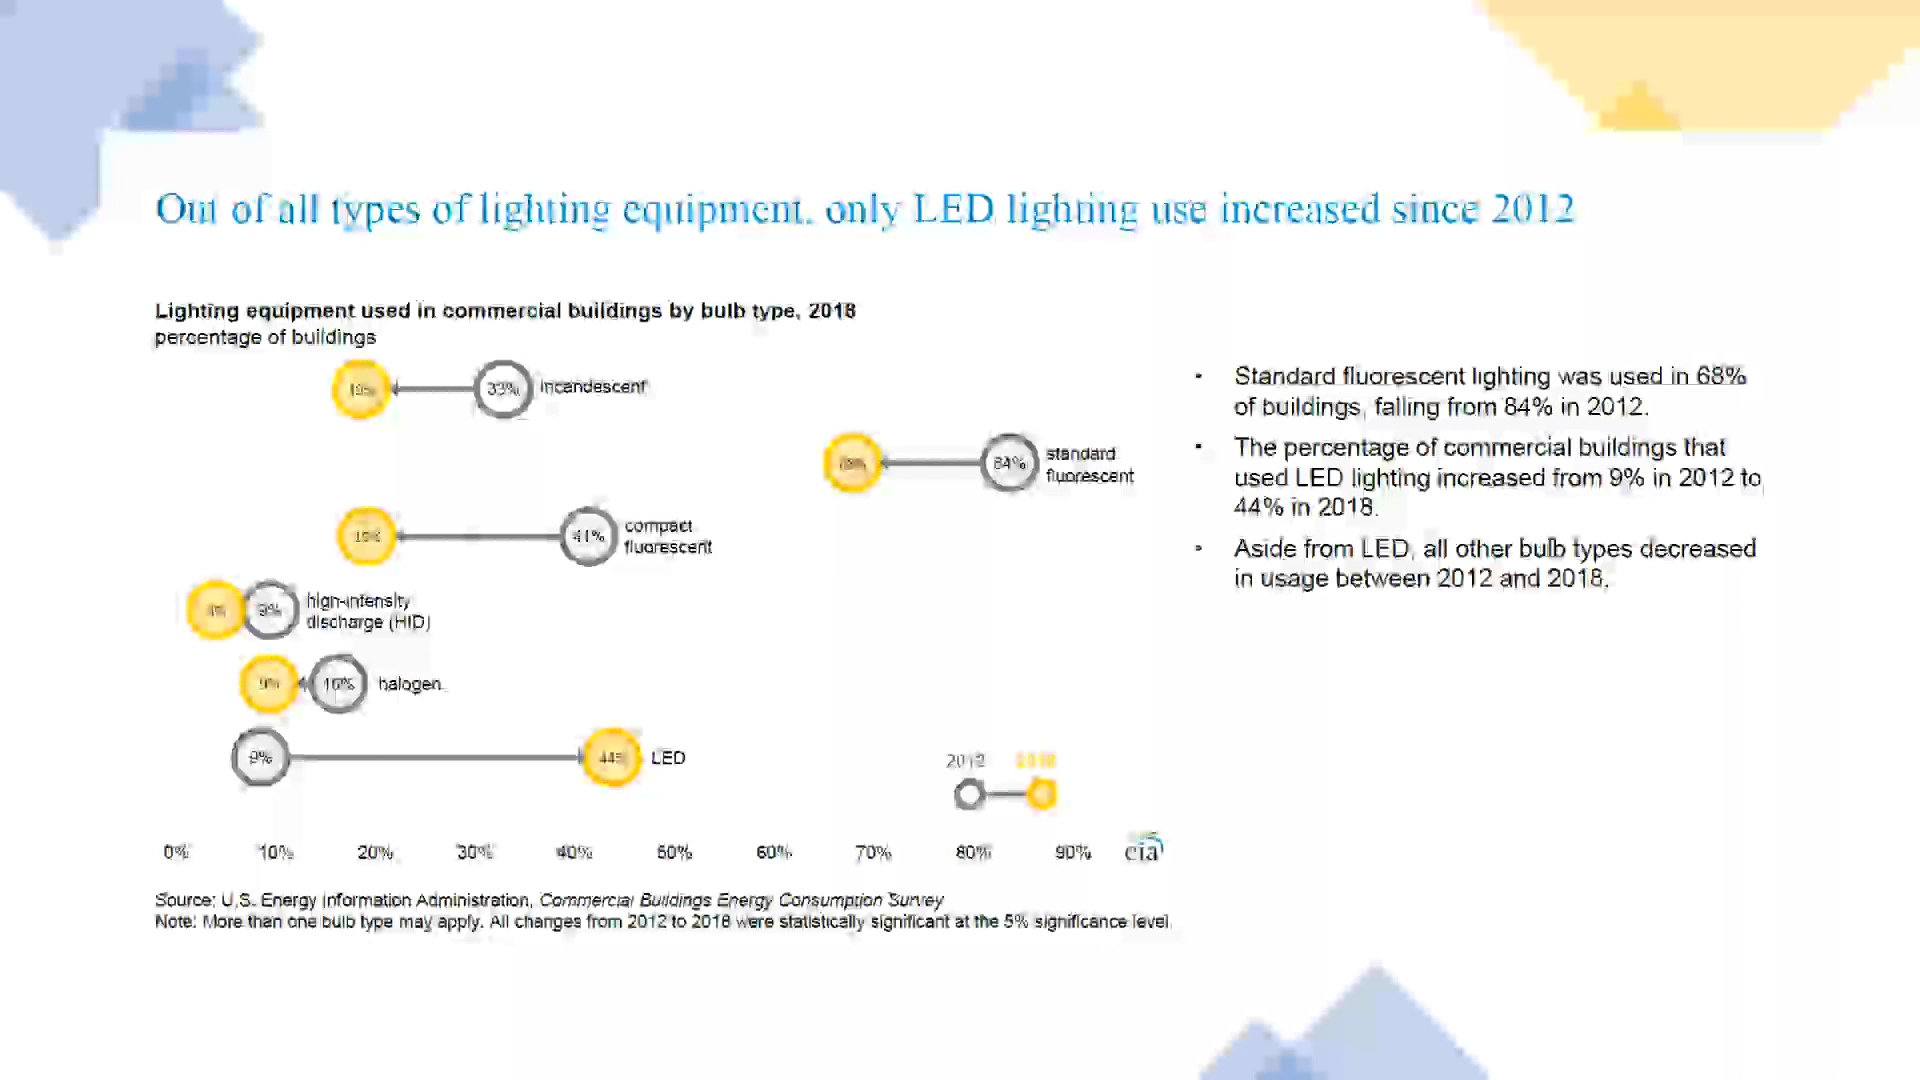 Out of all types of lighting equipment, only LED lighting use increased since 2012
Lighting equipment used in commercial buildings by bulb type, 2018
percentage of buildings
33% incandescent
68% 84% standard
fluorescent
41% compact
fluorescent
9% high-intensity
discharge (HID)
9% 16% halogen
9% 44% LED
2012 2018
0% 10% 20% 30% 40% 50% 60% 70% 80% 90% eia
Source: U.S. Energy Information Administration, Commercial Buildings Energy Consumption Survey
Note: More than one bulb type may apply. All changes from 2012 to 2018 were statistically significant at the 5% significance level.
• Standard fluorescent lighting was used in 68%
of buildings, falling from 84% in 2012.
• The percentage of commercial buildings that
used LED lighting increased from 9% in 2012 to
44% in 2018.
• Aside from LED, all other bulb types decreased
in usage between 2012 and 2018.